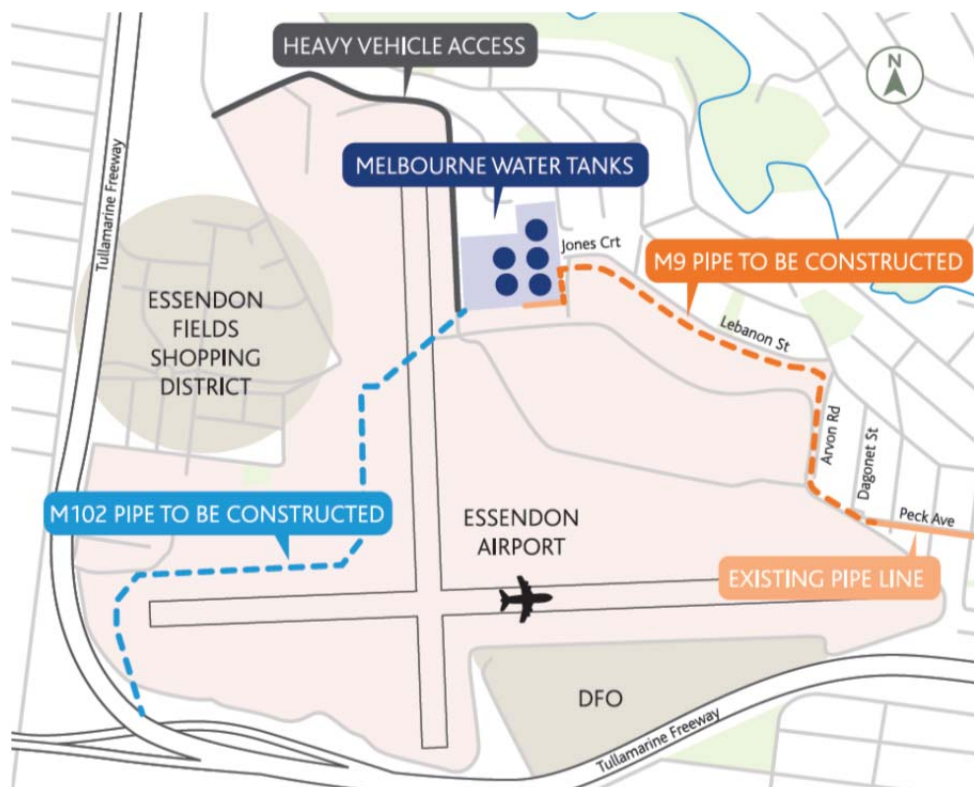 HEAVY VEHICLE ACCESS
N
MELBOURNE WATER TANKS
Tullamarine Freeway
Jones Crt
M9 PIPE TO BE CONSTRUCTED
ESSENDON
FIELDS
SHOPPING
DISTRICT
Lebanon St
Arvon Rd
Dagonet St
M102 PIPE TO BE CONSTRUCTED
ESSENDON
AIRPORT
Peck Ave
EXISTING PIPE LINE
DFO
Tullamarine Freeway